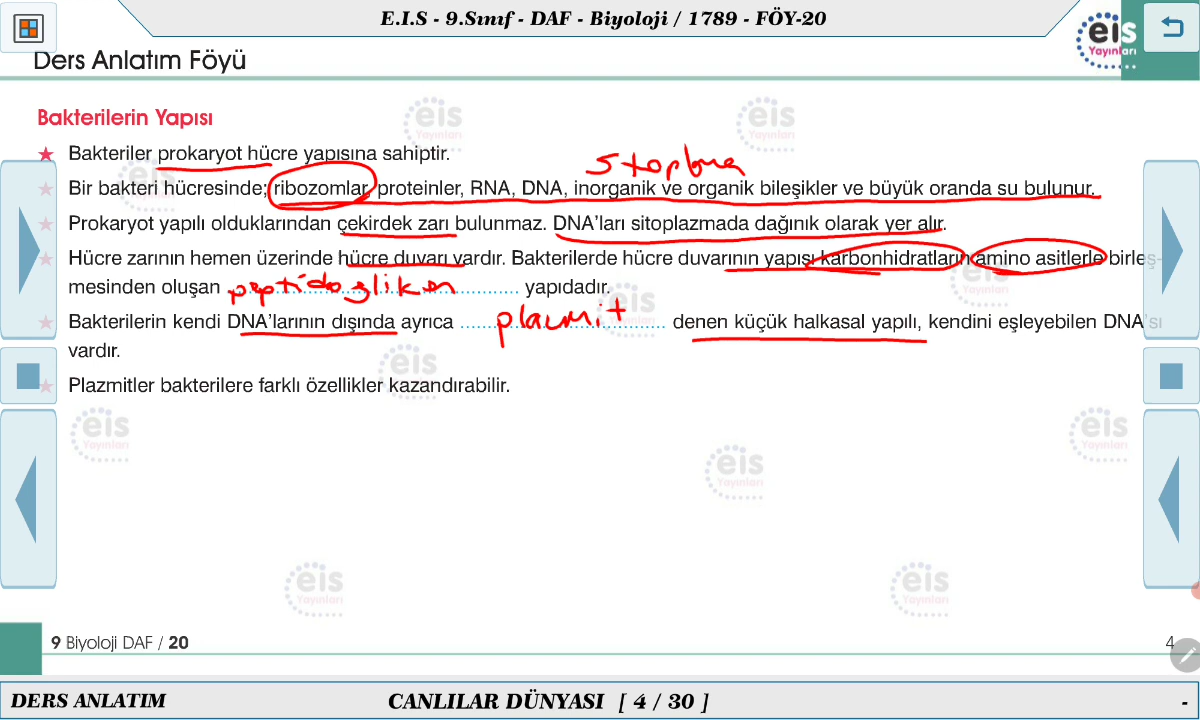 E.I.S - 9.Sınıf - DAF - Biyoloji / 1789 - FÖY-20
eis
Yayınları
Ders Anlatım Föyü
Bakterilerin Yapısı
★ Bakteriler prokaryot hücre yapısına sahiptir.
stoplma
★ Bir bakteri hücresinde; ribozomlar, proteinler, RNA, DNA, inorganik ve organik bileşikler ve büyük oranda su bulunur.
★ Prokaryot yapılı olduklarından çekirdek zarı bulunmaz. DNA'ları sitoplazmada dağınık olarak yer alır.
★ Hücre zarının hemen üzerinde hücre duvarı vardır. Bakterilerde hücre duvarının yapısı karbonhidratların amino asitlerle birleş-
mesinden oluşan peptidoglikan yapıdadır.
★ Bakterilerin kendi DNA'larının dışında ayrıca plazmit denen küçük halkasal yapılı, kendini eşleyebilen DNA'sı
vardır.
★ Plazmitler bakterilere farklı özellikler kazandırabilir.
9 Biyoloji DAF / 20
4
DERS ANLATIM
CANLILAR DÜNYASI [ 4 / 30 ]
-